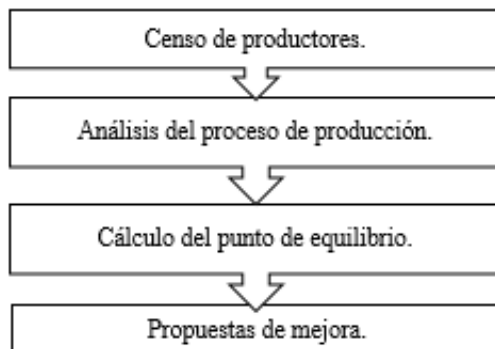 Censo de productores.
Análisis del proceso de producción.
Cálculo del punto de equilibrio.
Propuestas de mejora.